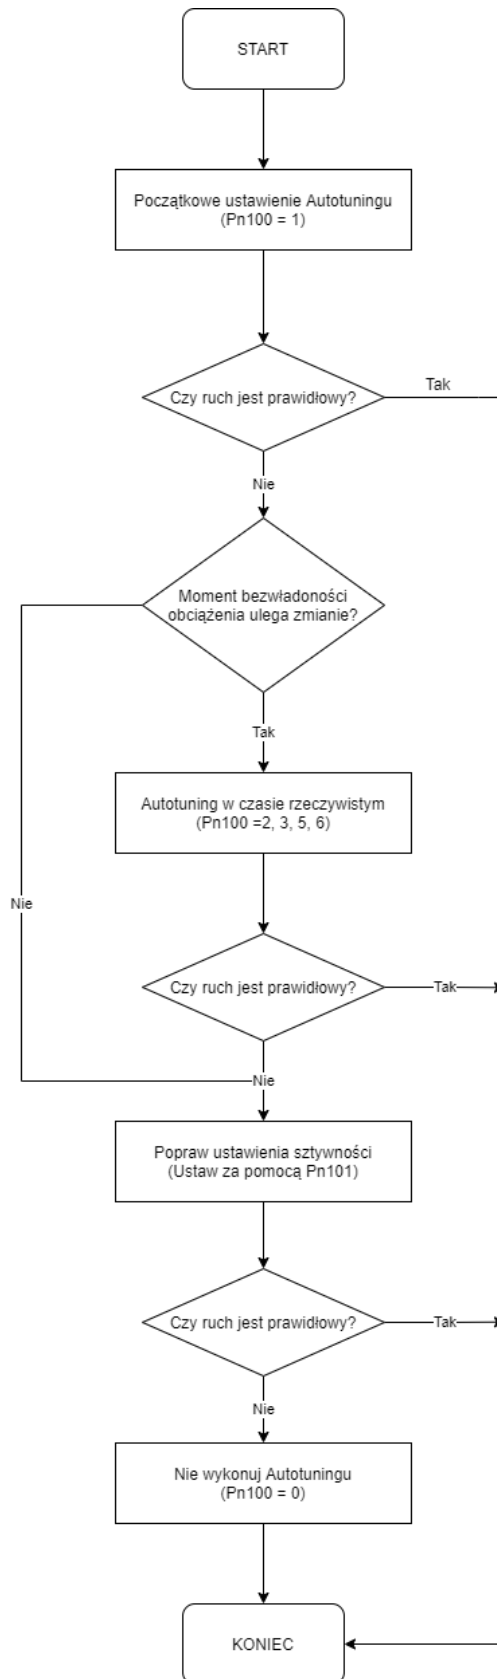 START
Początkowe ustawienie Autotuningu
(Pn100 = 1)
Czy ruch jest prawidłowy?
Tak
Nie
Moment bezwładoności
obciążenia ulega zmianie?
Tak
Autotuning w czasie rzeczywistym
(Pn100 =2, 3, 5, 6)
Nie
Czy ruch jest prawidłowy?
Tak
Nie
Popraw ustawienia sztywności
(Ustaw za pomocą Pn101)
Czy ruch jest prawidłowy?
Tak
Nie
Nie wykonuj Autotuningu
(Pn100 = 0)
KONIEC